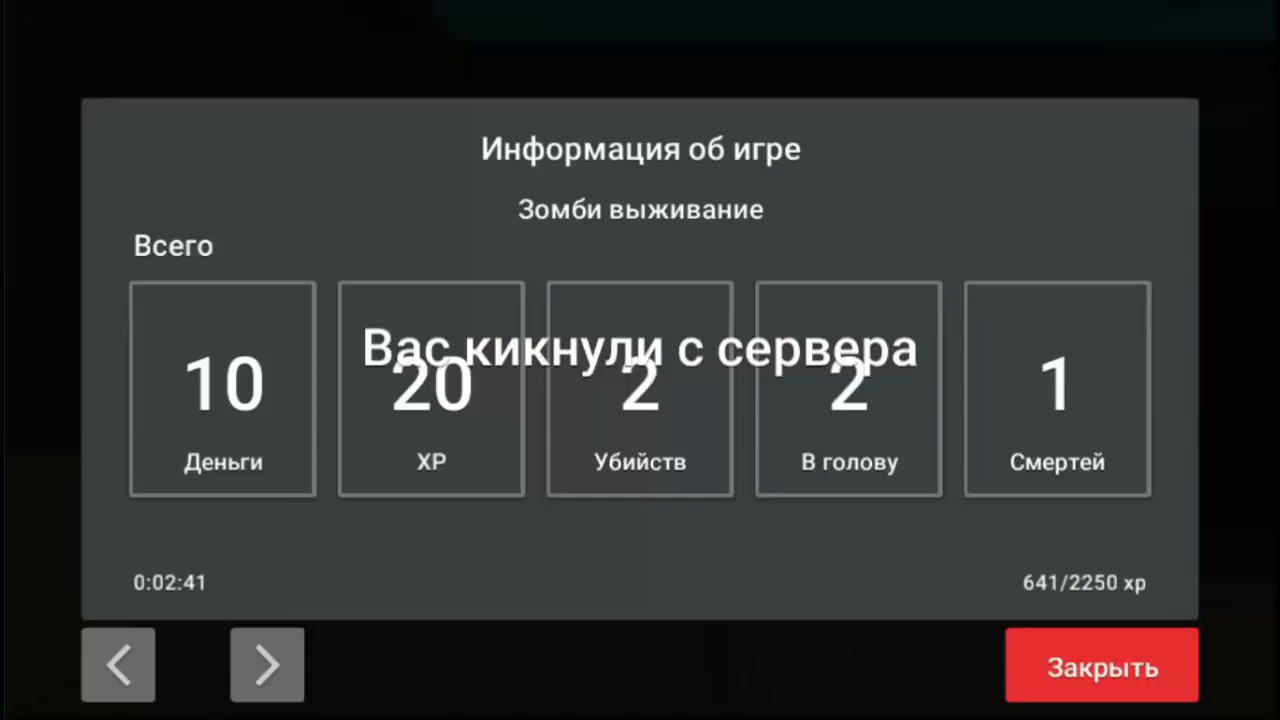 Информация об игре
Зомби выживание
Всего
Вас кикнули с сервера
10 20 2 2 1
Деньги XP Убийств В голову Смертей
0:02:41 641/2250 xp
Закрыть